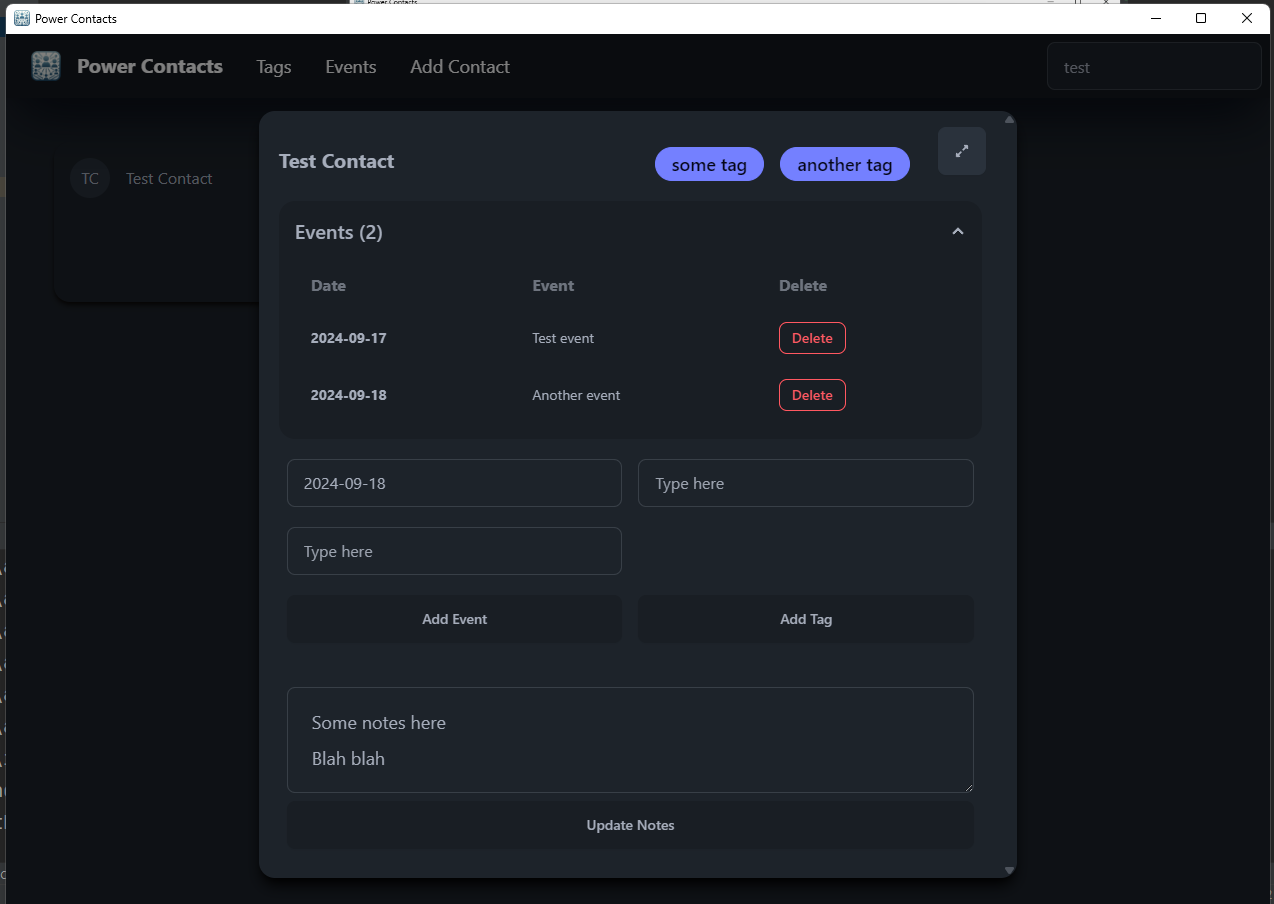 Power Contacts
Power Contacts
Power Contacts Tags Events Add Contact test
TC Test Contact
Test Contact some tag another tag
Events (2)
Date Event Delete
2024-09-17 Test event Delete
2024-09-18 Another event Delete
2024-09-18 Type here
Type here
Add Event Add Tag
Some notes here
Blah blah
Update Notes